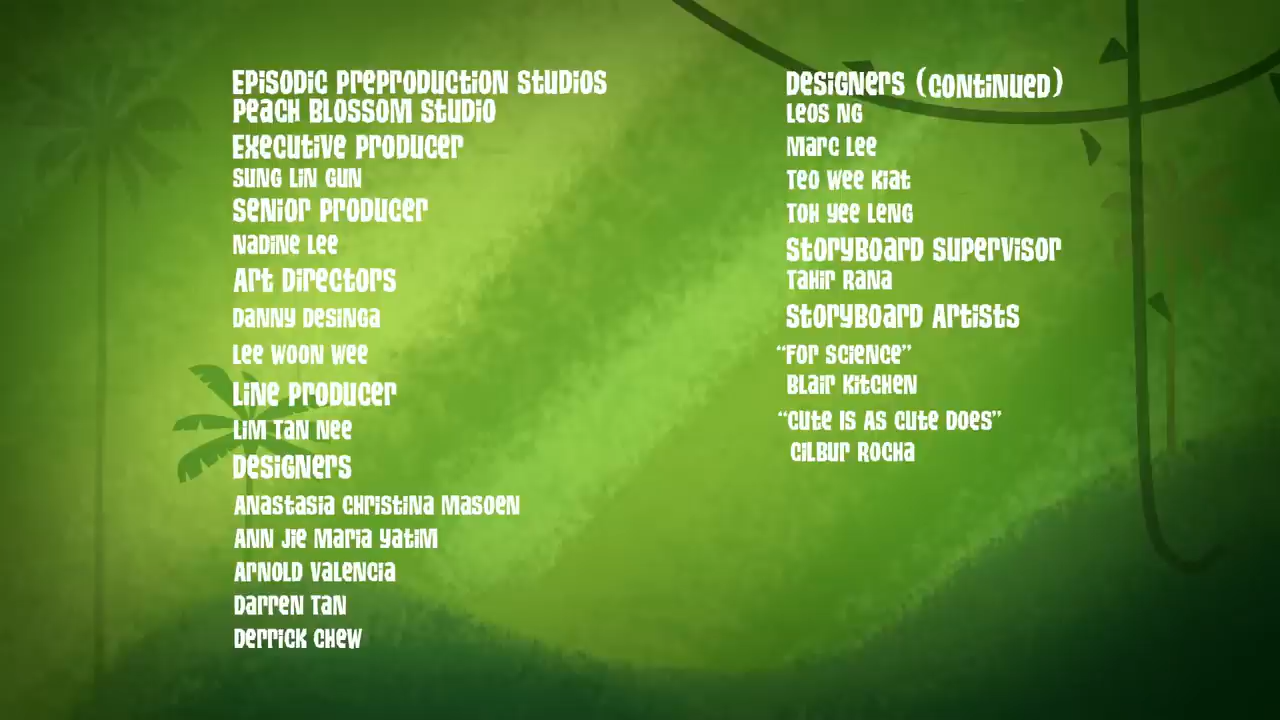 Episodic Preproduction Studios
Peach Blossom Studio
Executive Producer
Sung Lin Gun
Senior Producer
Nadine Lee
Art Directors
Danny Desinga
Lee Woon Wee
Line Producer
Lim Tan Nee
Designers
Anastasia Christina Masoen
Ann Jie Maria Yatim
Arnold Valencia
Darren Tan
Derrick Chew
Designers (Continued)
Leos Ng
Marc Lee
Teo Wee Kiat
Toh Yee Leng
Storyboard Supervisor
Tahir Rana
Storyboard Artists
“For Science”
Blair Kitchen
“Cute Is As Cute Does”
Cilbur Rocha